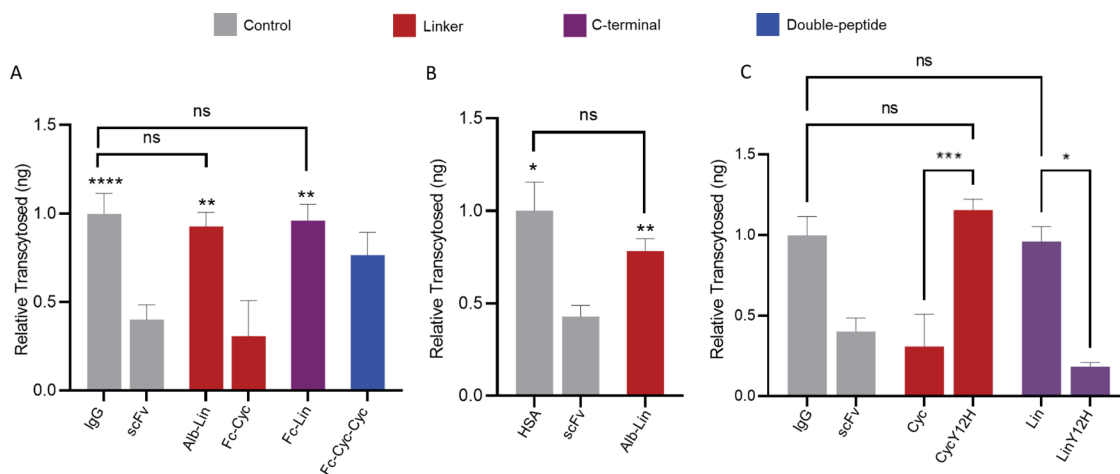 Control Linker C-terminal Double-peptide
A
ns
ns
Relative Transcytosed (ng)
1.5
1.0
0.5
0.0
**** ** **
IgG scFv Alb-Lin Fc-Cyc Fc-Lin Fc-Cyc-Cyc
B
ns
Relative Transcytosed (ng)
1.5
1.0
0.5
0.0
* **
HSA scFv Alb-Lin
C
ns
ns
*** *
Relative Transcytosed (ng)
1.5
1.0
0.5
0.0
IgG scFv Cyc CycY12H Lin LinY12H